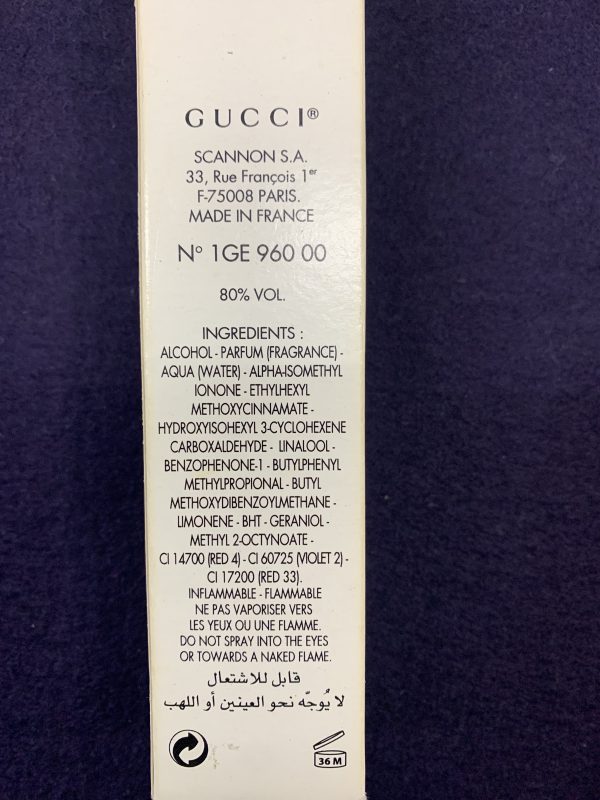 GUCCI®
SCANNON S.A.
33, Rue François 1er
F-75008 PARIS.
MADE IN FRANCE
N° 1GE 960 00
80% VOL.
INGREDIENTS :
ALCOHOL - PARFUM (FRAGRANCE) -
AQUA (WATER) - ALPHA-ISOMETHYL
IONONE - ETHYLHEXYL
METHOXYCINNAMATE -
HYDROXYISOHEXYL 3-CYCLOHEXENE
CARBOXALDEHYDE - LINALOOL -
BENZOPHENONE-1 - BUTYLPHENYL
METHYLPROPIONAL - BUTYL
METHOXYDIBENZOYLMETHANE -
LIMONENE - BHT - GERANIOL -
METHYL 2-OCTYNOATE -
CI 14700 (RED 4) - CI 60725 (VIOLET 2) -
CI 17200 (RED 33).
INFLAMMABLE - FLAMMABLE
NE PAS VAPORISER VERS
LES YEUX OU UNE FLAMME.
DO NOT SPRAY INTO THE EYES
OR TOWARDS A NAKED FLAME.
قابل للاشتعال
لا يُوجّه نحو العينين أو اللهب
36 M